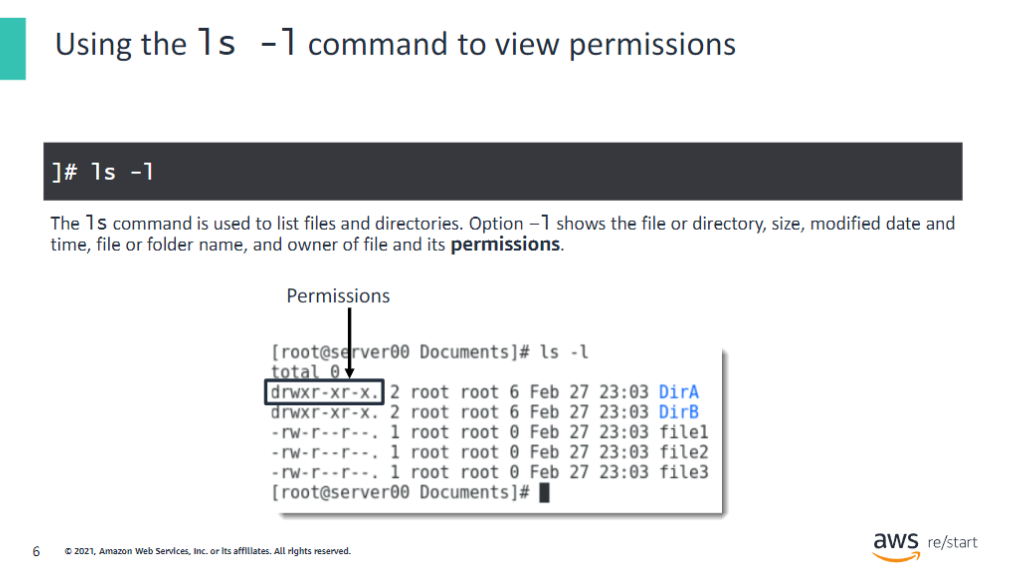 Using the ls -l command to view permissions
]# ls -l
The ls command is used to list files and directories. Option –l shows the file or directory, size, modified date and
time, file or folder name, and owner of file and its permissions.
Permissions
[root@server00 Documents]# ls -l
total 0
drwxr-xr-x. 2 root root 6 Feb 27 23:03 DirA
drwxr-xr-x. 2 root root 6 Feb 27 23:03 DirB
-rw-r--r--. 1 root root 0 Feb 27 23:03 file1
-rw-r--r--. 1 root root 0 Feb 27 23:03 file2
-rw-r--r--. 1 root root 0 Feb 27 23:03 file3
[root@server00 Documents]#
6 © 2021, Amazon Web Services, Inc. or its affiliates. All rights reserved.
aws re/start